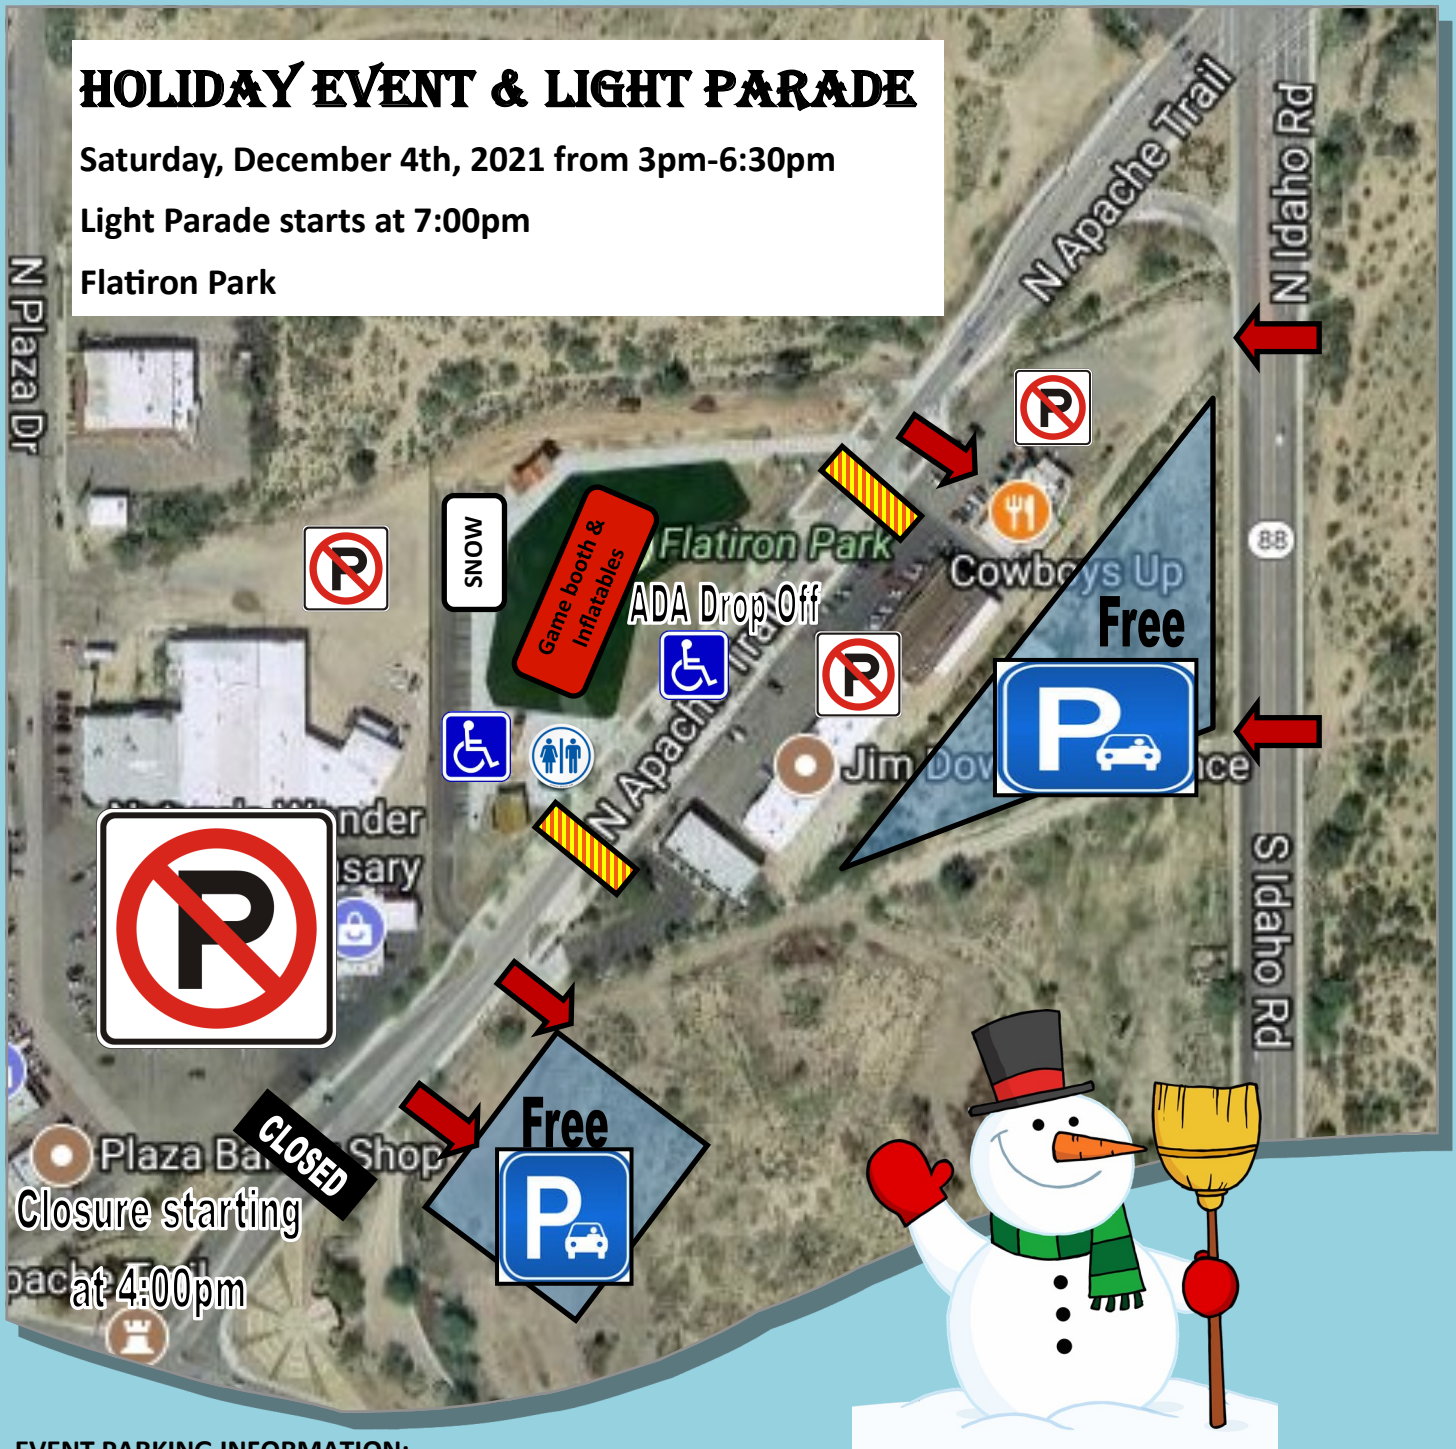 HOLIDAY EVENT & LIGHT PARADE
Saturday, December 4th, 2021 from 3pm-6:30pm
Light Parade starts at 7:00pm
Flatiron Park
N Apache Trail
N Idaho Rd
N Plaza Dr
P
P
SNOW
Game booth &
Inflatables
Flatiron Park
ADA Drop Off
Cowboys Up
88
Free
P
P
Jim
N Apache
P
S Idaho Rd
CLOSED
Plaza Shop
Closure starting
at 4:00pm
Free
P
EVENT PARKING INFORMATION: